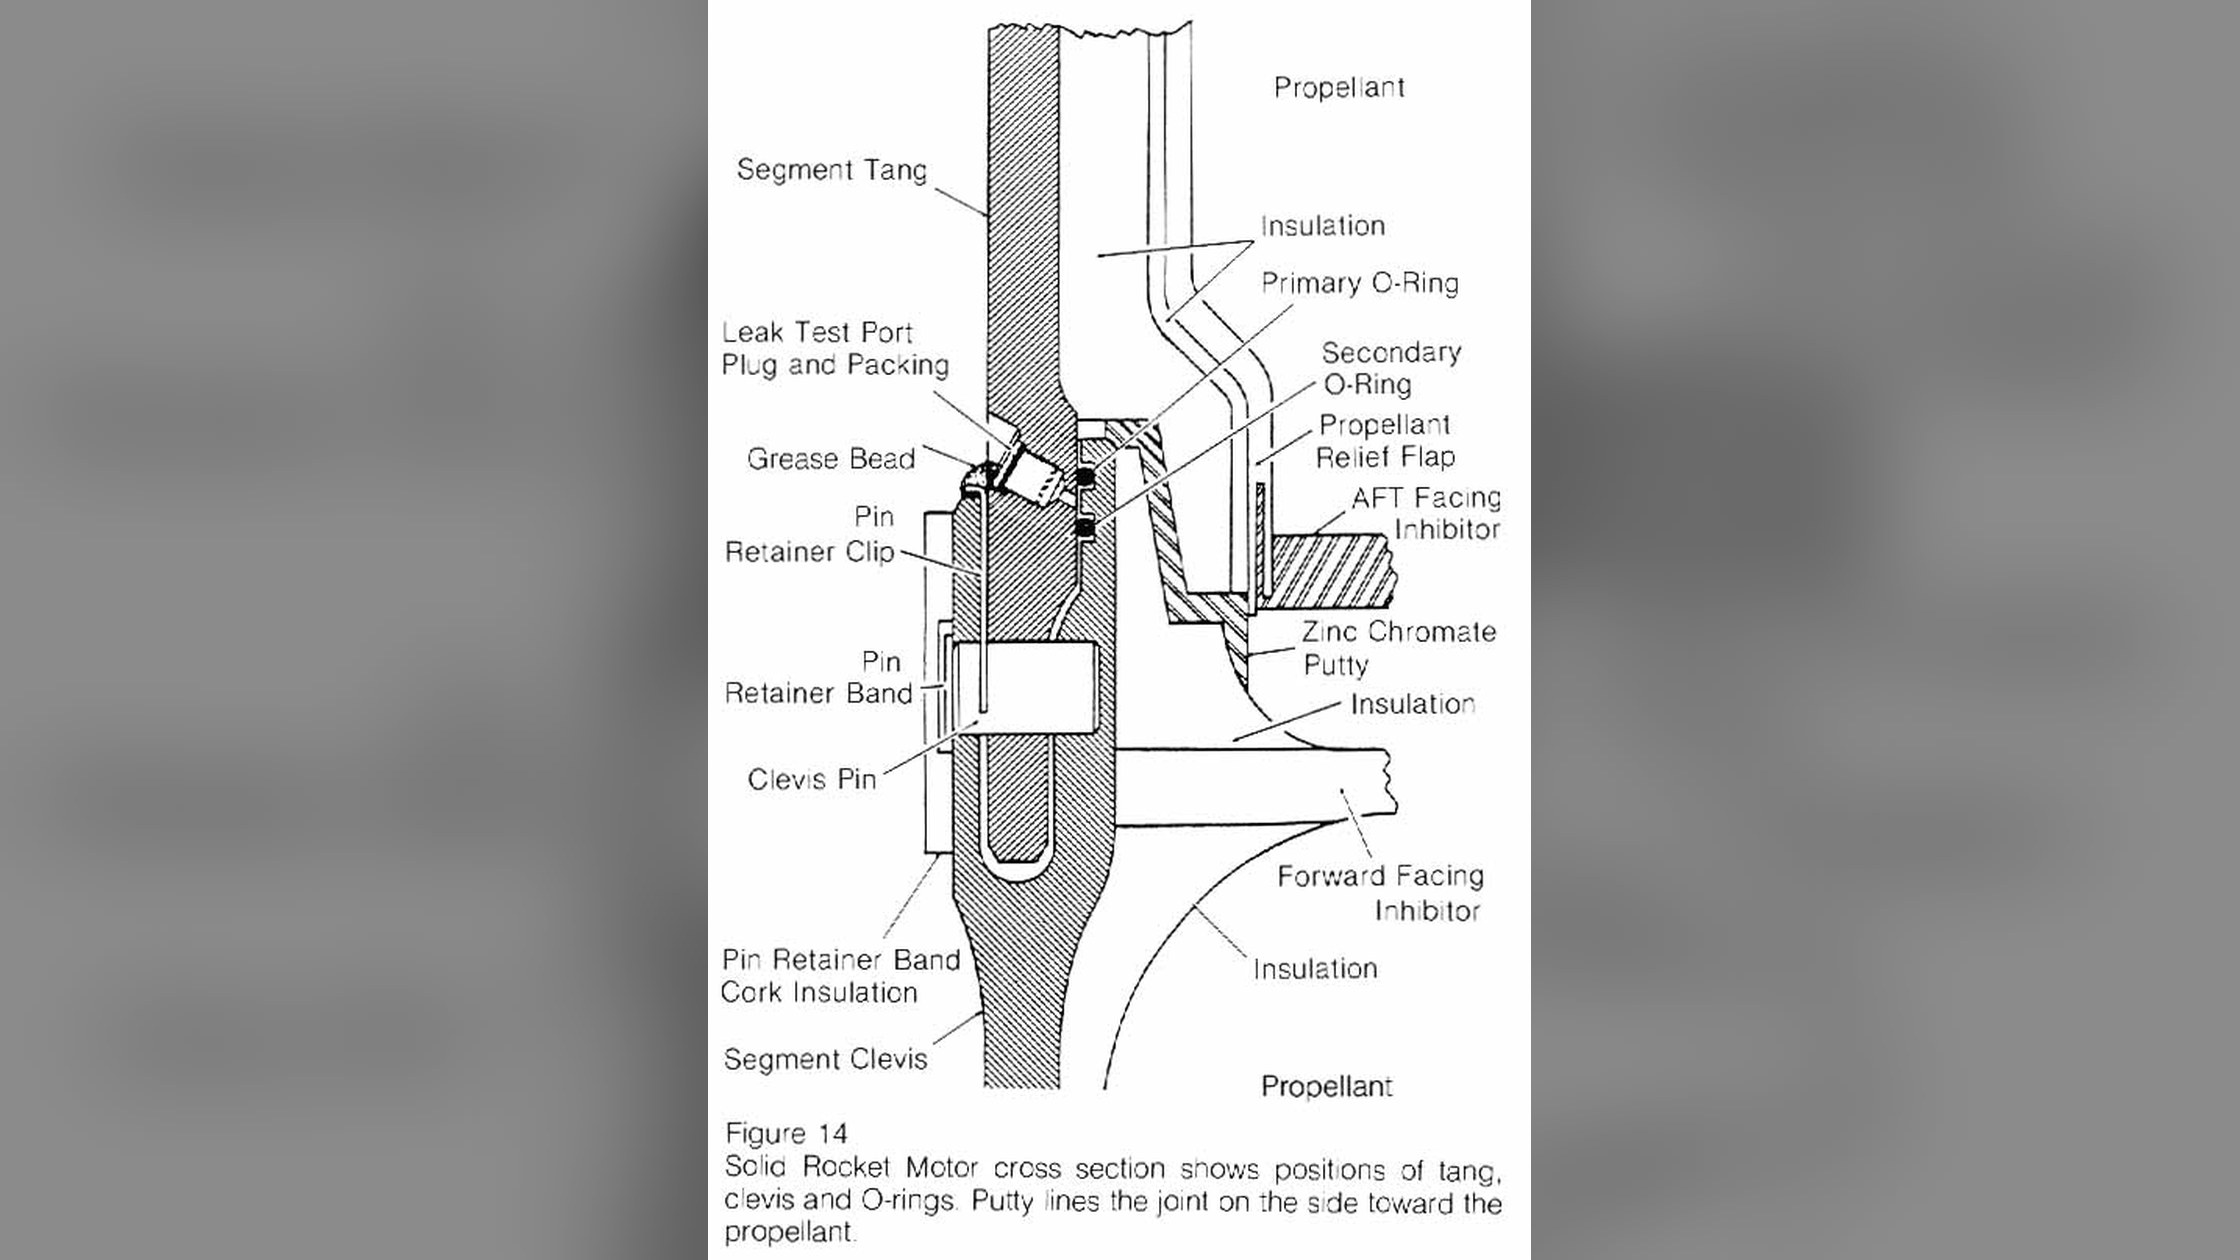 Propellant
Segment Tang
Insulation
Primary O-Ring
Leak Test Port
Plug and Packing
Secondary
O-Ring
Propellant
Relief Flap
Grease Bead
AFT Facing
Inhibitor
Pin
Retainer Clip
Zinc Chromate
Putty
Pin
Retainer Band
Insulation
Clevis Pin
Forward Facing
Inhibitor
Pin Retainer Band
Cork Insulation
Insulation
Segment Clevis
Propellant
Figure 14
Solid Rocket Motor cross section shows positions of tang,
clevis and O-rings. Putty lines the joint on the side toward the
propellant.